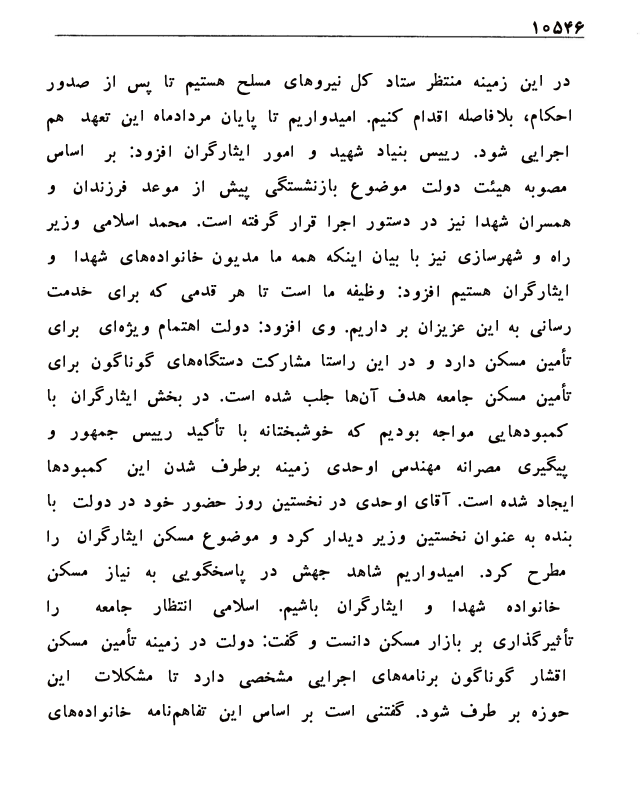 ۱۰۵۴۶
در این زمینه منتظر ستاد کل نیروهای مسلح هستیم تا پس از صدور
احکام، بلافاصله اقدام کنیم. امیدواریم تا پایان مردادماه این تعهد هم
اجرایی شود. رییس بنیاد شهید و امور ایثارگران افزود: بر اساس
مصوبه هیئت دولت موضوع بازنشستگی پیش از موعد فرزندان و
همسران شهدا نیز در دستور اجرا قرار گرفته است. محمد اسلامی وزیر
راه و شهرسازی نیز با بیان اینکه همه ما مدیون خانواده‌های شهدا و
ایثارگران هستیم افزود: وظیفه ما است تا هر قدمی که برای خدمت
رسانی به این عزیزان بر داریم. وی افزود: دولت اهتمام ویژه‌ای برای
تأمین مسکن دارد و در این راستا مشارکت دستگاه‌های گوناگون برای
تأمین مسکن جامعه هدف آن‌ها جلب شده است. در بخش ایثارگران با
کمبودهایی مواجه بودیم که خوشبختانه با تأکید رییس جمهور و
پیگیری مصرانه مهندس اوحدی زمینه برطرف شدن این کمبودها
ایجاد شده است. آقای اوحدی در نخستین روز حضور خود در دولت با
بنده به عنوان نخستین وزیر دیدار کرد و موضوع مسکن ایثارگران را
مطرح کرد. امیدواریم شاهد جهش در پاسخگویی به نیاز مسکن
خانواده شهدا و ایثارگران باشیم. اسلامی انتظار جامعه را
تأثیرگذاری بر بازار مسکن دانست و گفت: دولت در زمینه تأمین مسکن
اقشار گوناگون برنامه‌های اجرایی مشخصی دارد تا مشکلات این
حوزه بر طرف شود. گفتنی است بر اساس این تفاهم‌نامه خانواده‌های